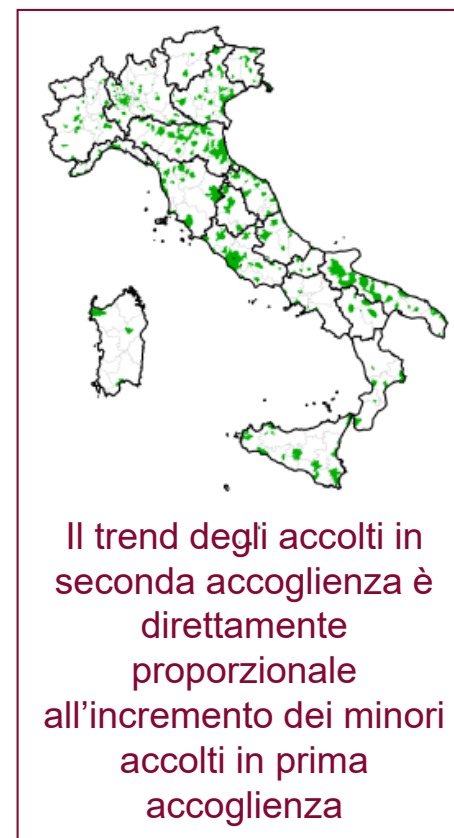 Il trend degli accolti in
seconda accoglienza è
direttamente
proporzionale
all’incremento dei minori
accolti in prima
accoglienza